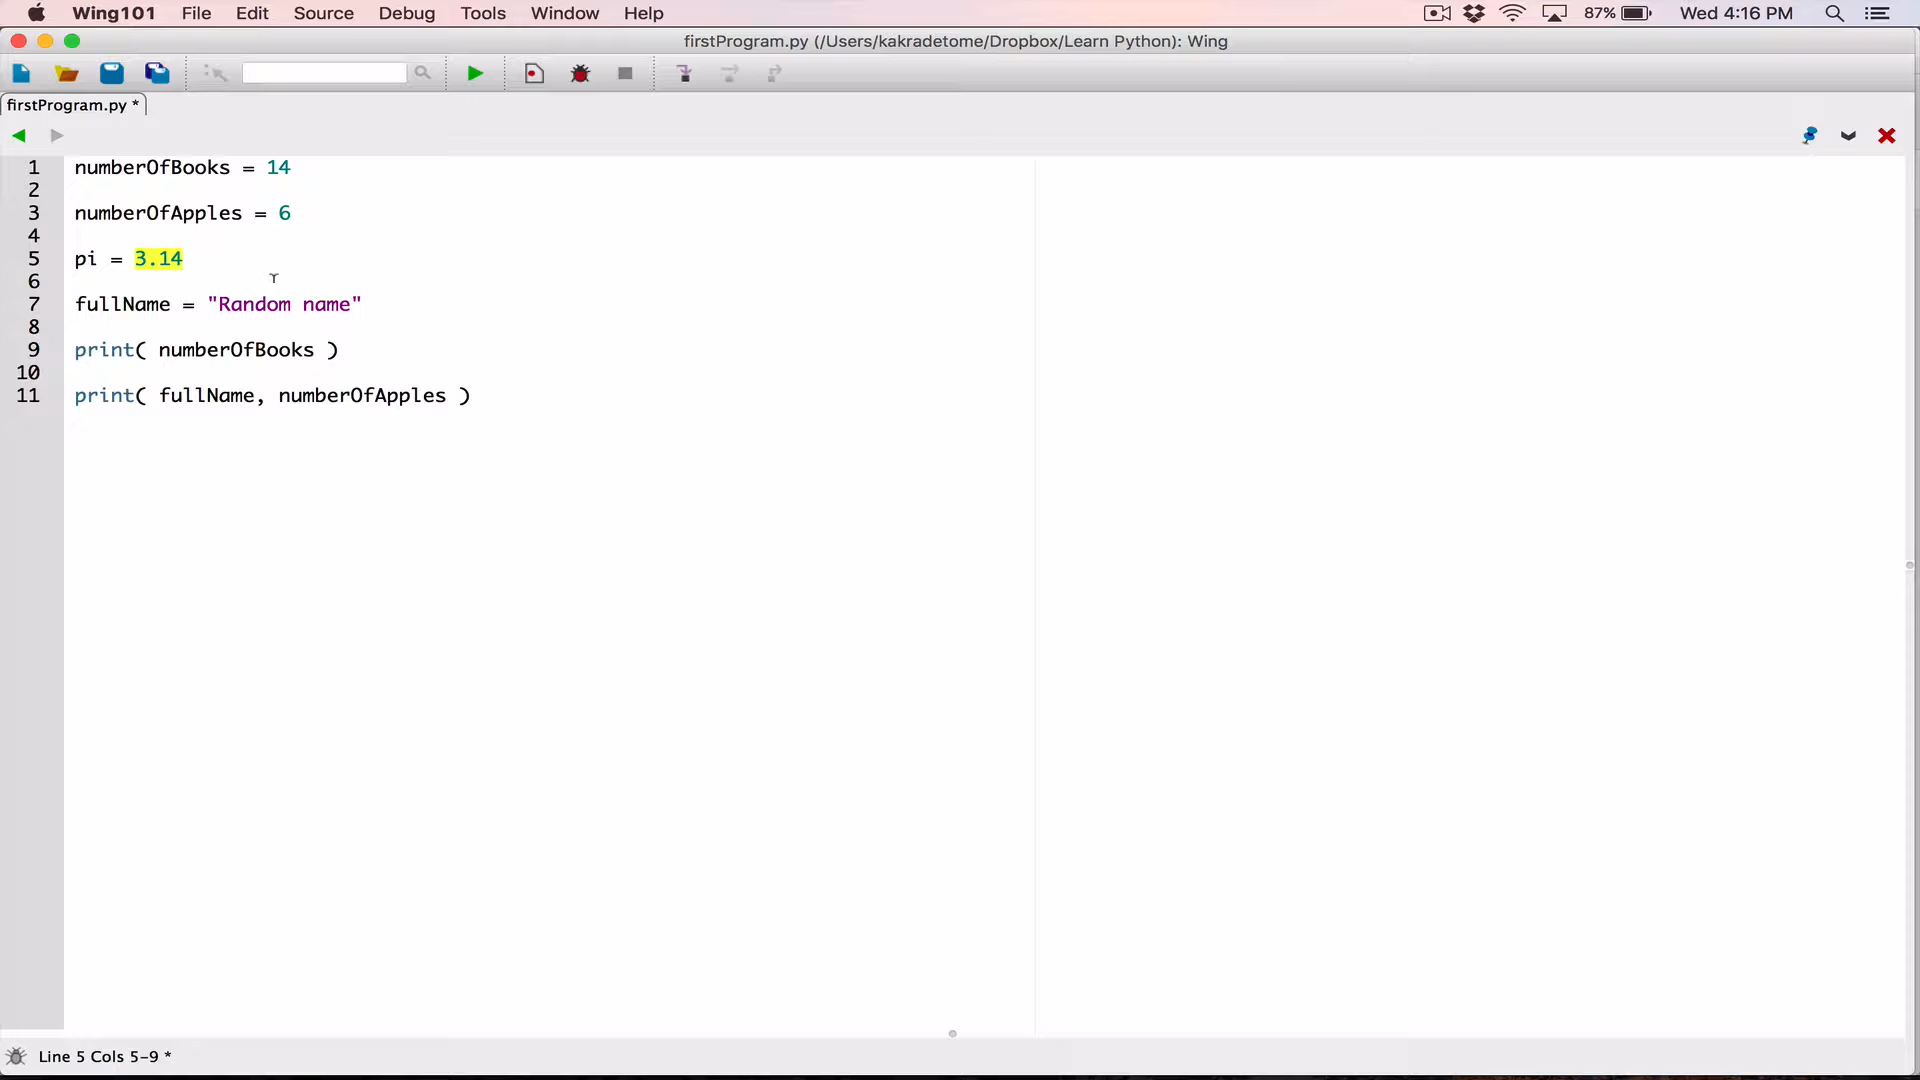 Wing101 File Edit Source Debug Tools Window Help 87% Wed 4:16 PM
firstProgram.py (/Users/kakradetome/Dropbox/Learn Python): Wing
firstProgram.py *
1 numberOfBooks = 14
2
3 numberOfApples = 6
4
5 pi = 3.14
6
7 fullName = "Random name"
8
9 print( numberOfBooks )
10
11 print( fullName, numberOfApples )
Line 5 Cols 5-9 *